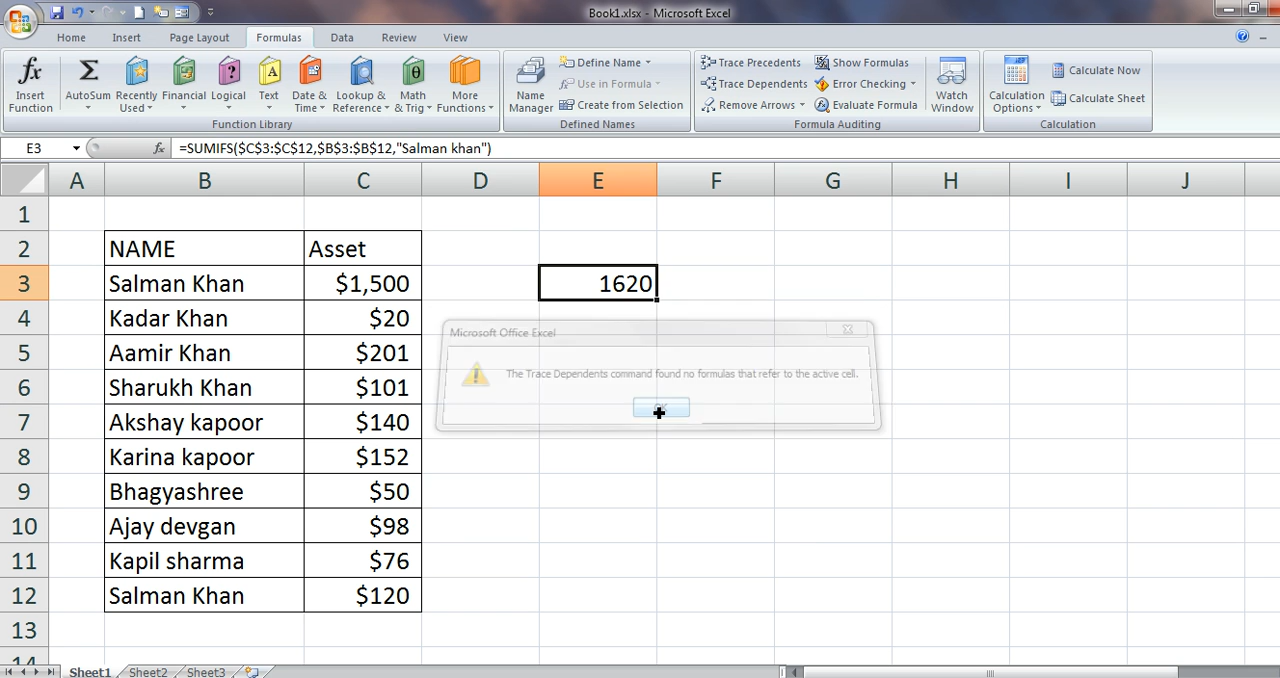 Book1.xlsx - Microsoft Excel
Home Insert Page Layout Formulas Data Review View
fx Insert Function
Σ AutoSum
Recently Used
Financial
Logical
Text
Date & Time
Lookup & Reference
Math & Trig
More Functions
Function Library
Name Manager
Define Name
Use in Formula
Create from Selection
Defined Names
Trace Precedents
Trace Dependents
Remove Arrows
Show Formulas
Error Checking
Evaluate Formula
Watch Window
Formula Auditing
Calculation Options
Calculate Now
Calculate Sheet
Calculation
E3 fx =SUMIFS($C$3:$C$12,$B$3:$B$12,"Salman khan")
A B C D E F G H I J
1
2 NAME Asset
3 Salman Khan $1,500 1620
4 Kadar Khan $20
Microsoft Office Excel
5 Aamir Khan $201
The Trace Dependents command found no formulas that refer to the active cell.
6 Sharukh Khan $101
OK
7 Akshay kapoor $140
8 Karina kapoor $152
9 Bhagyashree $50
10 Ajay devgan $98
11 Kapil sharma $76
12 Salman Khan $120
13
14
Sheet1 Sheet2 Sheet3